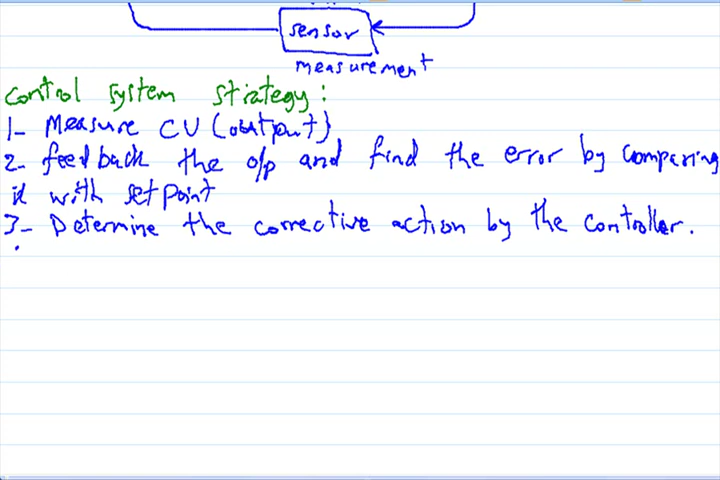 sensor
measurement
control system strategy:
1- Measure CV (output)
2- feedback the o/p and find the error by comparing
it with set point
3- Determine the corrective action by the controller.